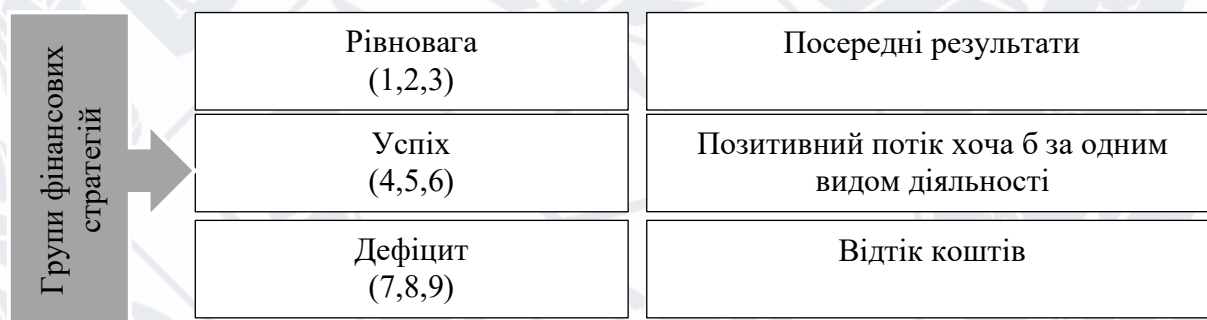 Групи фінансових
стратегій
Рівновага
(1,2,3)
Посередні результати
Успіх
(4,5,6)
Позитивний потік хоча б за одним
видом діяльності
Дефіцит
(7,8,9)
Відтік коштів